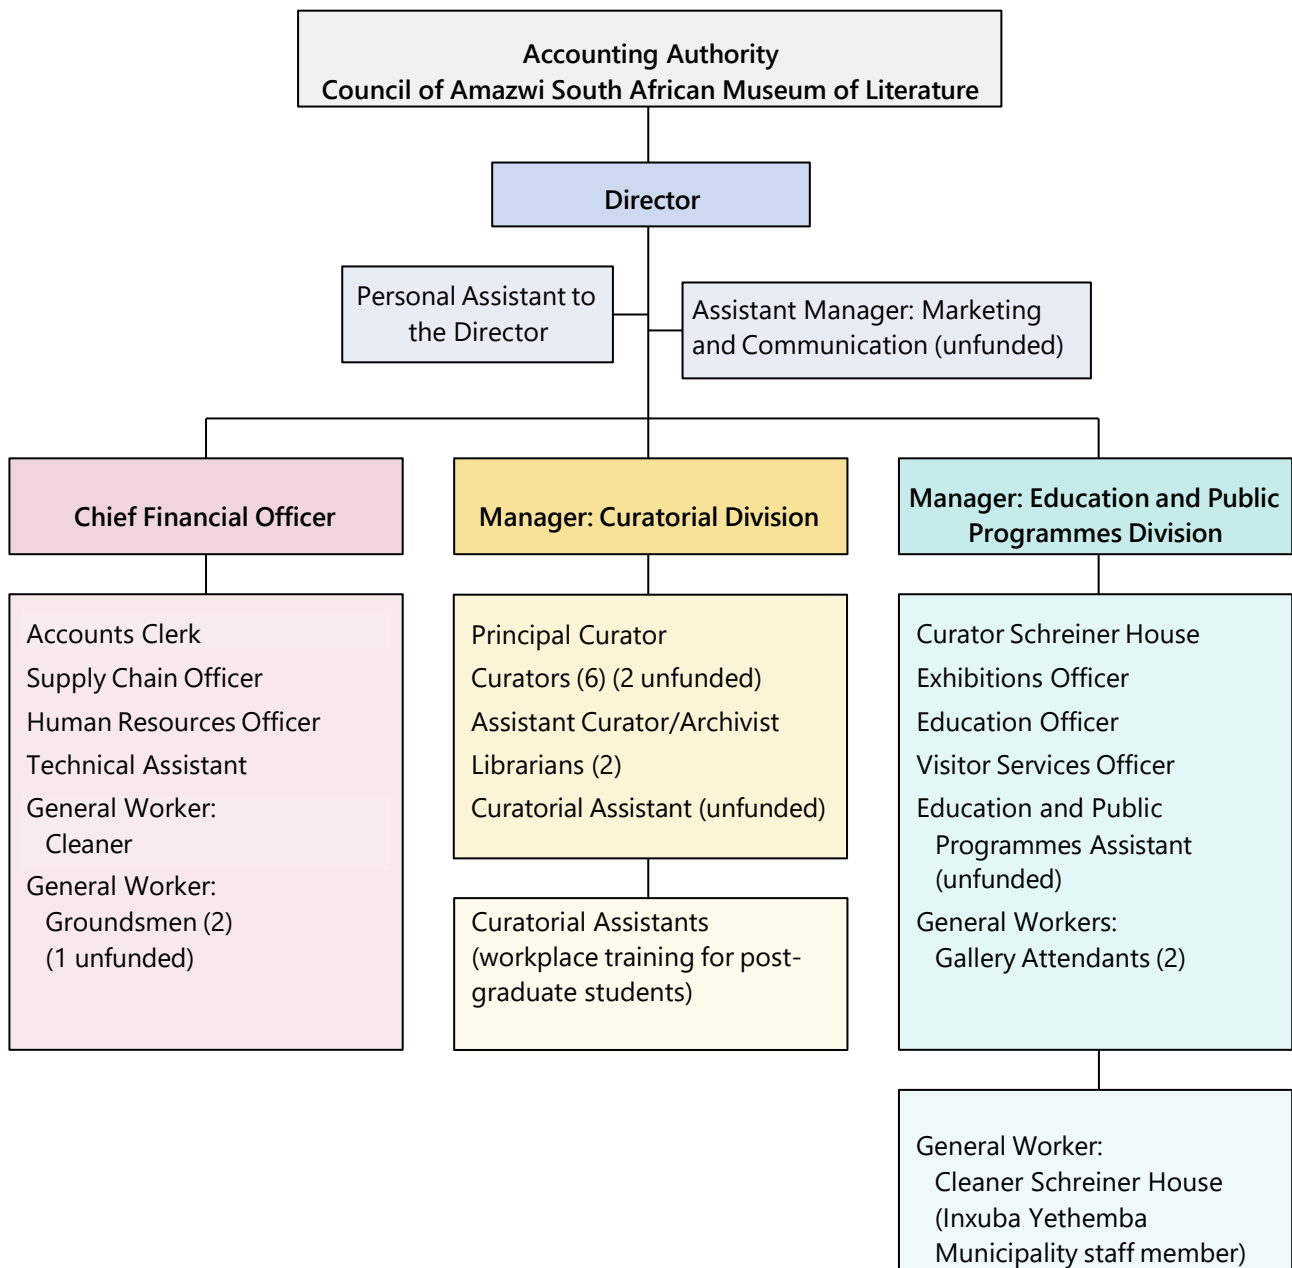 Accounting Authority
Council of Amazwi South African Museum of Literature
Director
Personal Assistant to
the Director
Assistant Manager: Marketing
and Communication (unfunded)
Chief Financial Officer
Accounts Clerk
Supply Chain Officer
Human Resources Officer
Technical Assistant
General Worker:
Cleaner
General Worker:
Groundsmen (2)
(1 unfunded)
Manager: Curatorial Division
Principal Curator
Curators (6) (2 unfunded)
Assistant Curator/Archivist
Librarians (2)
Curatorial Assistant (unfunded)
Curatorial Assistants
(workplace training for post-
graduate students)
Manager: Education and Public
Programmes Division
Curator Schreiner House
Exhibitions Officer
Education Officer
Visitor Services Officer
Education and Public
Programmes Assistant
(unfunded)
General Workers:
Gallery Attendants (2)
General Worker:
Cleaner Schreiner House
(Inxuba Yethemba
Municipality staff member)